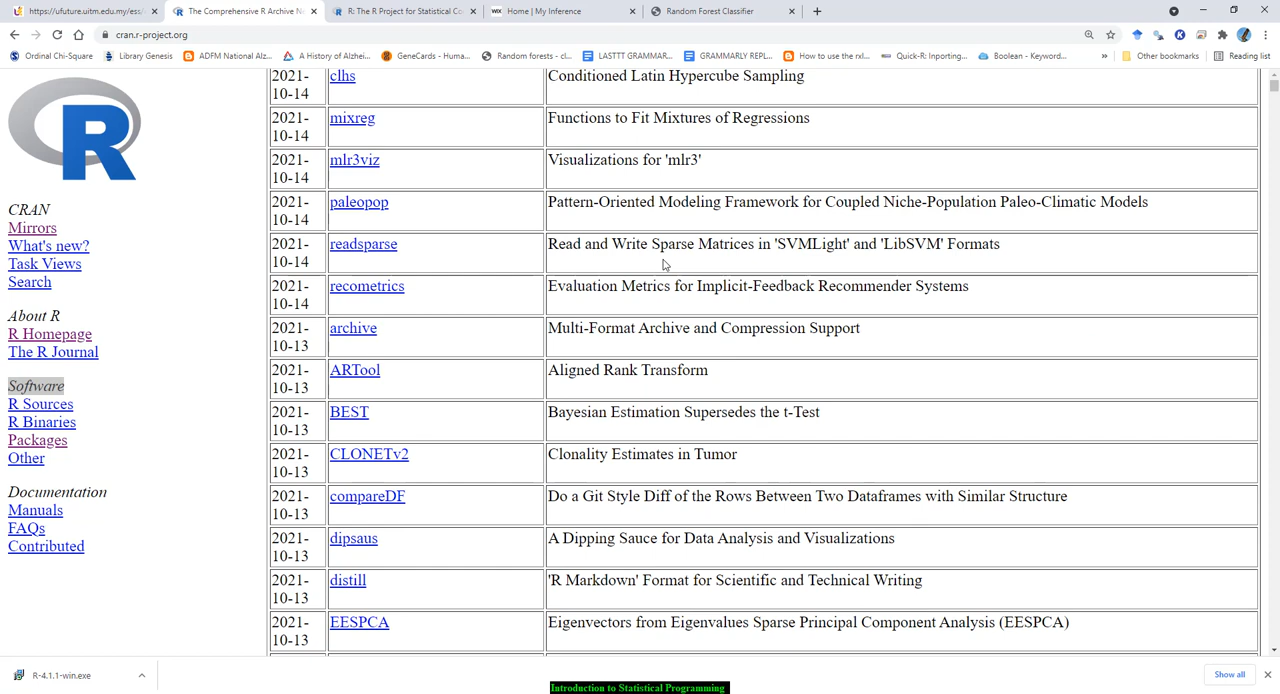 https://ufuture.uitm.edu.my/ess/
The Comprehensive R Archive N
R: The R Project for Statistical Co
WiX Home | My Inference
Random Forest Classifier
cran.r-project.org
Ordinal Chi-Square
Library Genesis
ADFM National Alz...
A History of Alzhei...
GeneCards - Huma...
Random forests - cl...
LASTTT GRAMMAR...
GRAMMARLY REPL...
How to use the rxl...
Quick-R: Inporting...
Boolean - Keyword...
»
Other bookmarks
Reading list
R
CRAN
Mirrors
What's new?
Task Views
Search
About R
R Homepage
The R Journal
Software
R Sources
R Binaries
Packages
Other
Documentation
Manuals
FAQs
Contributed
2021- clhs Conditioned Latin Hypercube Sampling
10-14
2021- mixreg Functions to Fit Mixtures of Regressions
10-14
2021- mlr3viz Visualizations for 'mlr3'
10-14
2021- paleopop Pattern-Oriented Modeling Framework for Coupled Niche-Population Paleo-Climatic Models
10-14
2021- readsparse Read and Write Sparse Matrices in 'SVMLight' and 'LibSVM' Formats
10-14
2021- recometrics Evaluation Metrics for Implicit-Feedback Recommender Systems
10-14
2021- archive Multi-Format Archive and Compression Support
10-13
2021- ARTool Aligned Rank Transform
10-13
2021- BEST Bayesian Estimation Supersedes the t-Test
10-13
2021- CLONETv2 Clonality Estimates in Tumor
10-13
2021- compareDF Do a Git Style Diff of the Rows Between Two Dataframes with Similar Structure
10-13
2021- dipsaus A Dipping Sauce for Data Analysis and Visualizations
10-13
2021- distill 'R Markdown' Format for Scientific and Technical Writing
10-13
2021- EESPCA Eigenvectors from Eigenvalues Sparse Principal Component Analysis (EESPCA)
10-13
R-4.1.1-win.exe
Show all
Introduction to Statistical Programming